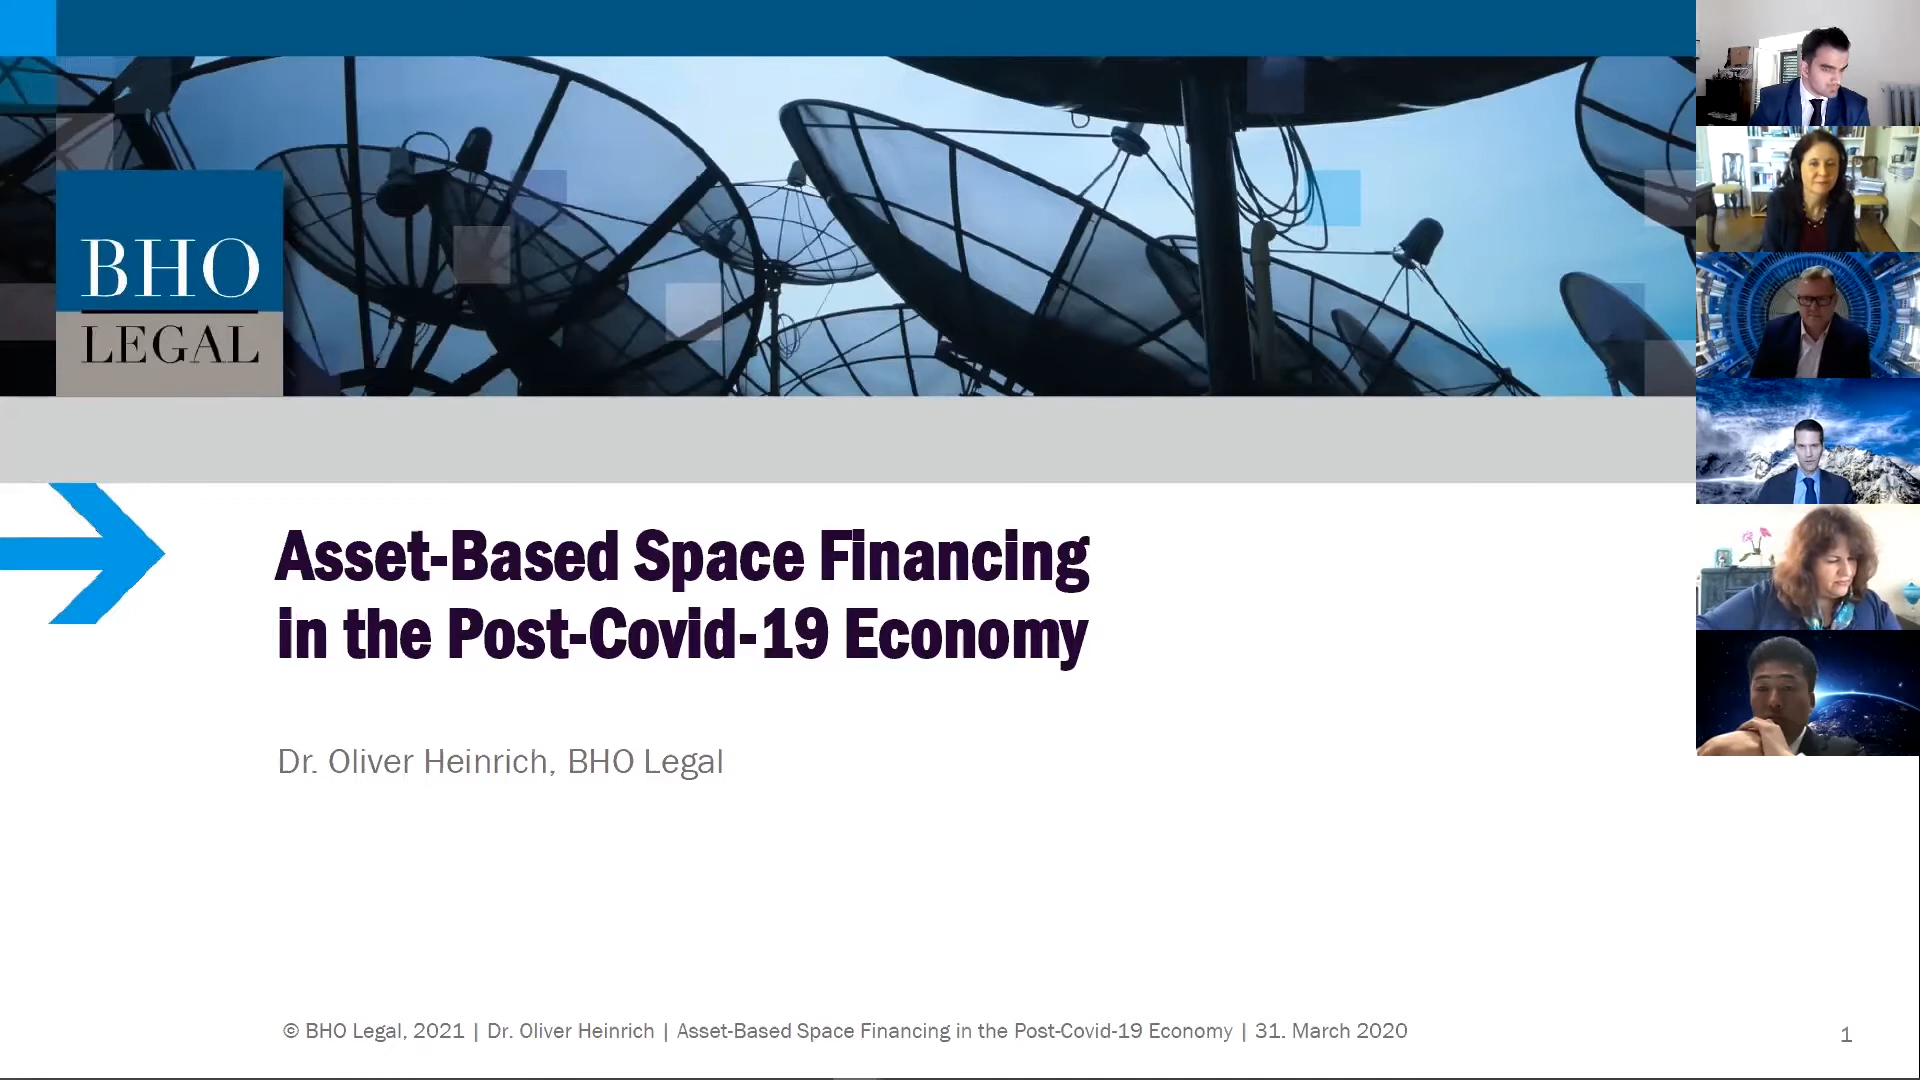 BHO
LEGAL
Asset-Based Space Financing
in the Post-Covid-19 Economy
Dr. Oliver Heinrich, BHO Legal
© BHO Legal, 2021 | Dr. Oliver Heinrich | Asset-Based Space Financing in the Post-Covid-19 Economy | 31. March 2020
1